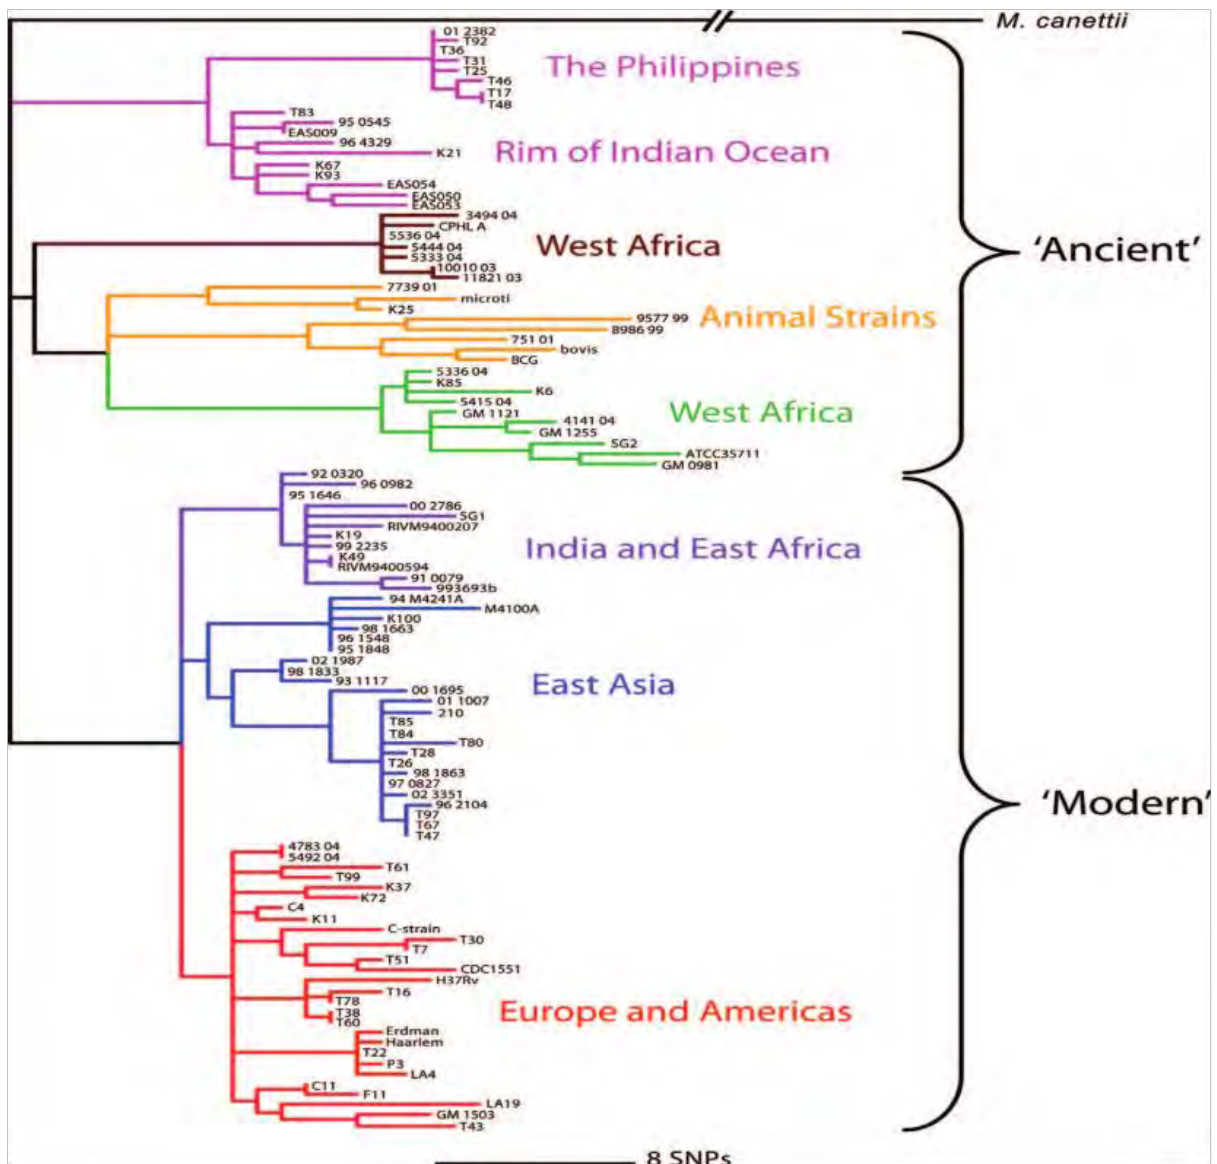 M. canettii
01 2382
T92
T36
T31
T25
T46
T17
T48
The Philippines
T83
95 0545
EAS009
96 4329
K21
Rim of Indian Ocean
K67
K93
EAS054
EAS050
EAS053
3494 04
CPHL A
5536 04
5444 04
5333 04
10010 03
11821 03
West Africa
'Ancient'
7739 01
microti
K25
9577 99
8986 99
Animal Strains
751 01
bovis
BCG
5336 04
K85
K6
5415 04
GM 1121
4141 04
GM 1255
West Africa
SG2
ATCC35711
GM 0981
92 0320
96 0982
95 1646
00 2786
SG1
RIVM9400207
K19
99 2235
K49
RIVM9400594
India and East Africa
91 0079
993693b
94 M4241A
M4100A
K100
98 1663
96 1548
95 1848
02 1987
98 1833
93 1117
East Asia
00 1695
01 1007
210
T85
T84
T80
T28
T26
98 1863
97 0827
02 3351
96 2104
T97
T67
T47
'Modern'
4783 04
5492 04
T61
T99
K37
K72
C4
K11
C-strain
T30
T7
T51
CDC1551
H37Rv
T16
T78
T38
T60
Europe and Americas
Erdman
Haarlem
T22
P3
LA4
C11
F11
LA19
GM 1503
T43
8 SNPs